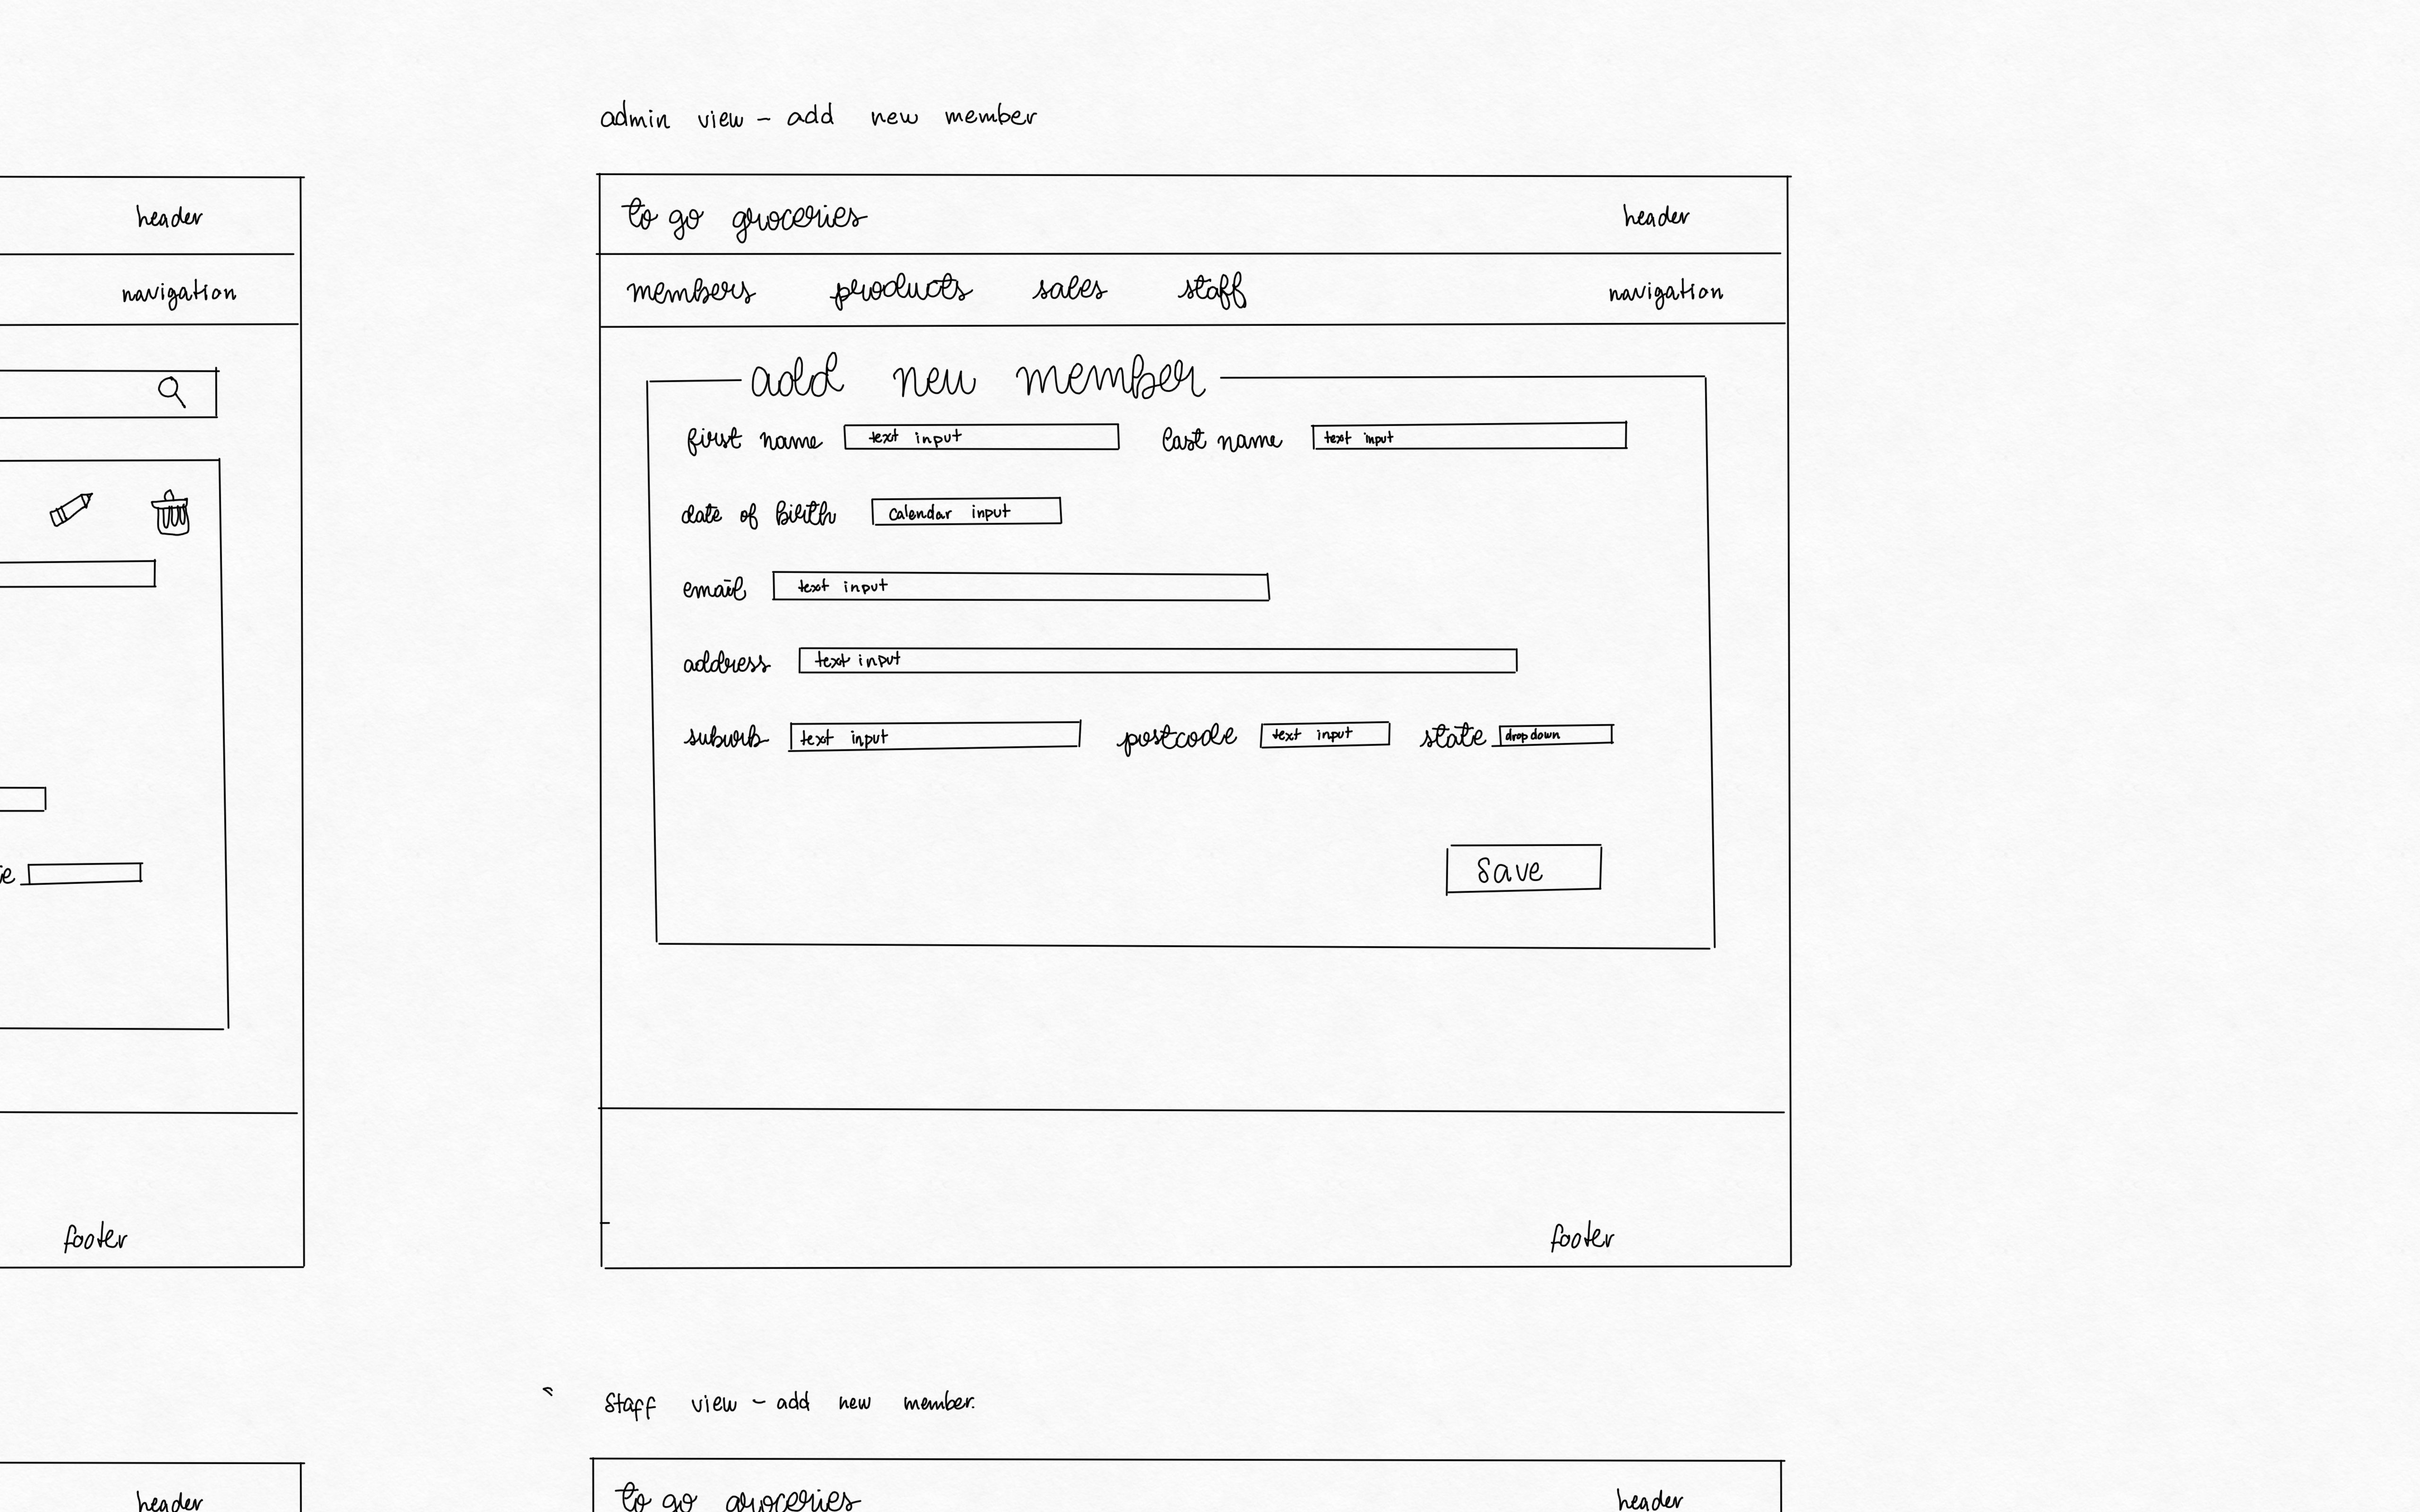 admin view - add new member
header
navigation
e
footer
header
to go groceries header
members products sales staff navigation
add new member
first name text input last name text input
date of birth calendar input
email text input
address text input
suburb text input postcode text input state drop down
save
footer
staff view - add new member.
to go groceries header